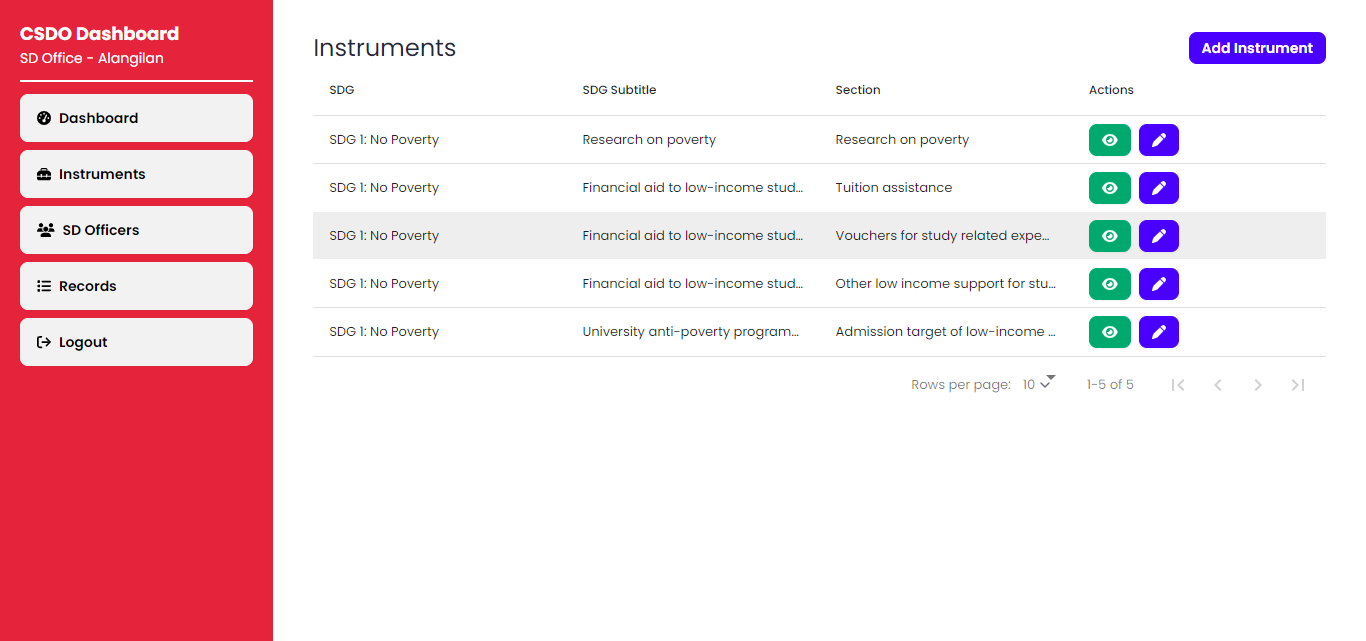 CSDO Dashboard
SD Office - Alangilan
Dashboard
Instruments
SD Officers
Records
Logout
Instruments
Add Instrument
SDG SDG Subtitle Section Actions
SDG 1: No Poverty Research on poverty Research on poverty
SDG 1: No Poverty Financial aid to low-income stud... Tuition assistance
SDG 1: No Poverty Financial aid to low-income stud... Vouchers for study related expe...
SDG 1: No Poverty Financial aid to low-income stud... Other low income support for stu...
SDG 1: No Poverty University anti-poverty program... Admission target of low-income ...
Rows per page: 10 1-5 of 5